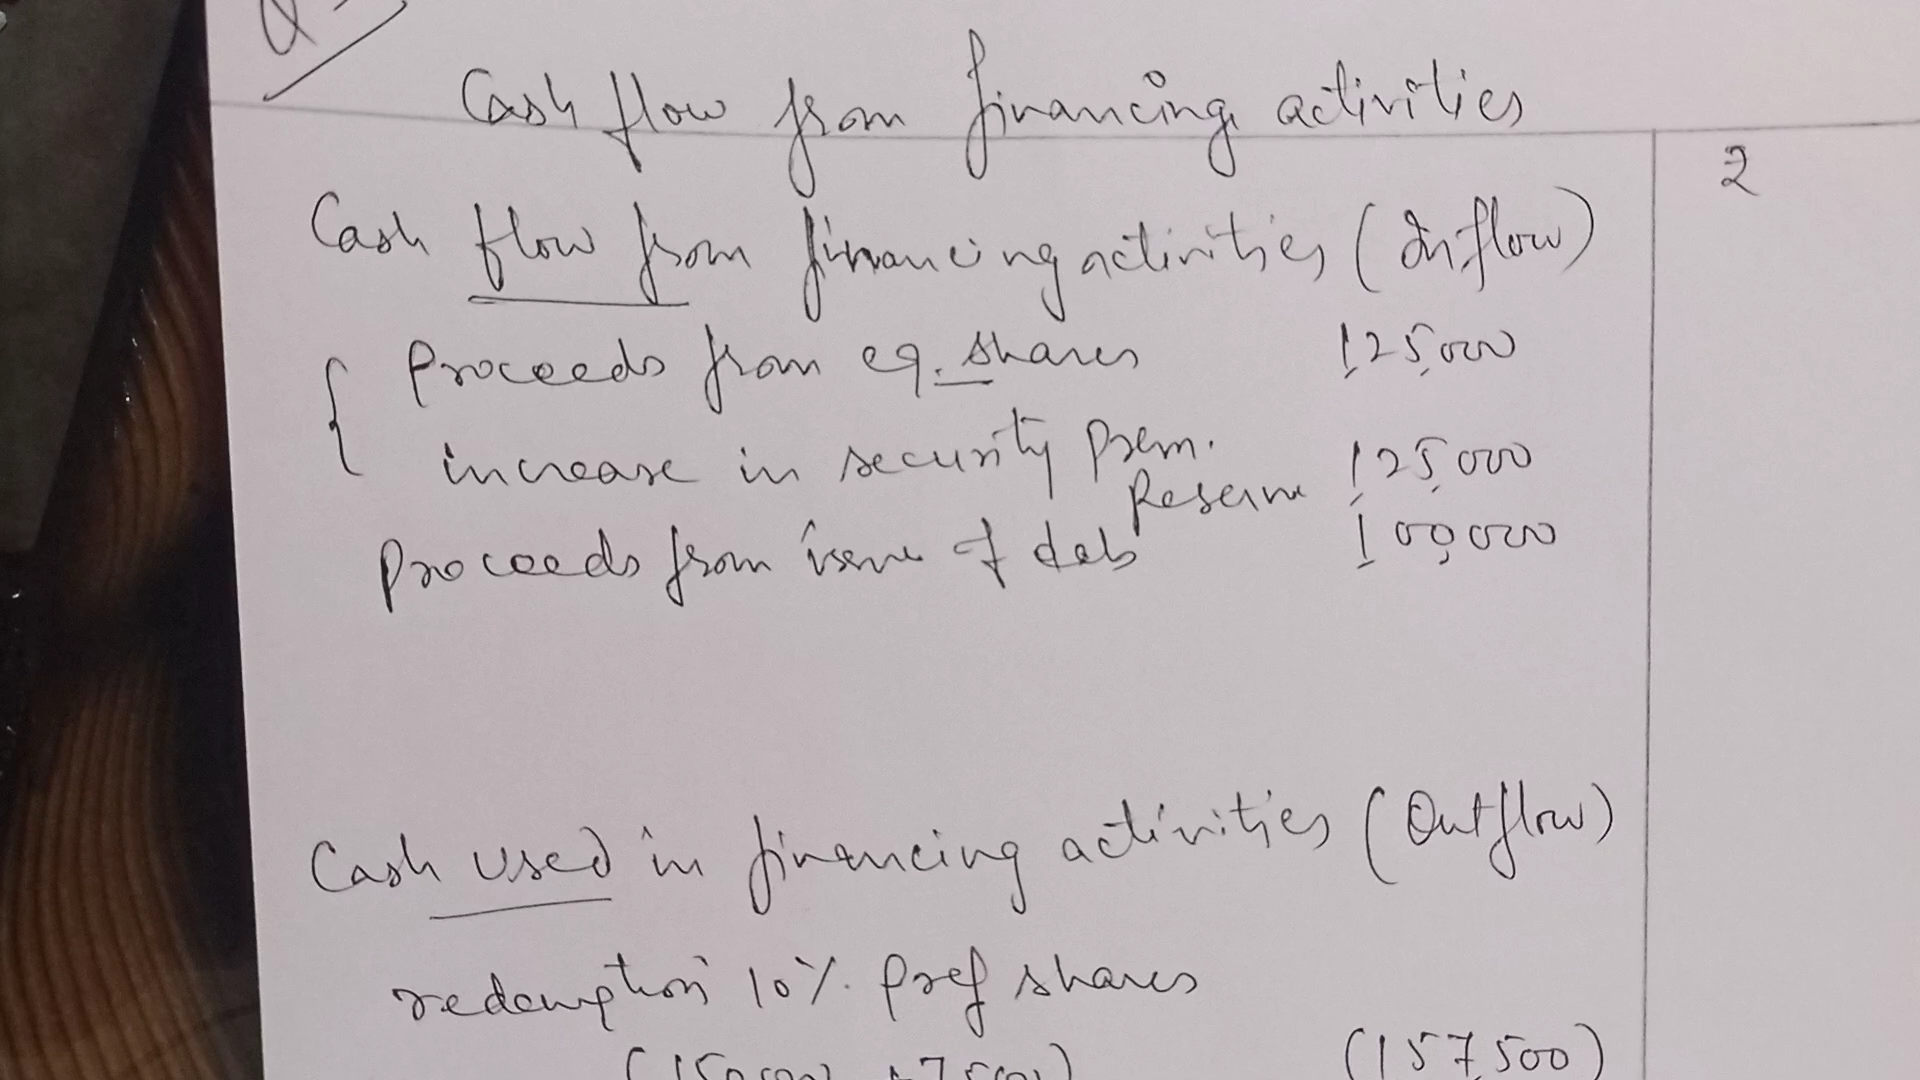 Cash flow from financing activities
2
Cash flow from financing activities (Inflow)
Proceeds from eq. shares 125,000
increase in security Prem. Reserve 125,000
Proceeds from issue of deb 100,000
Cash used in financing activities (Outflow)
redemption 10% Pref shares
(157,500)